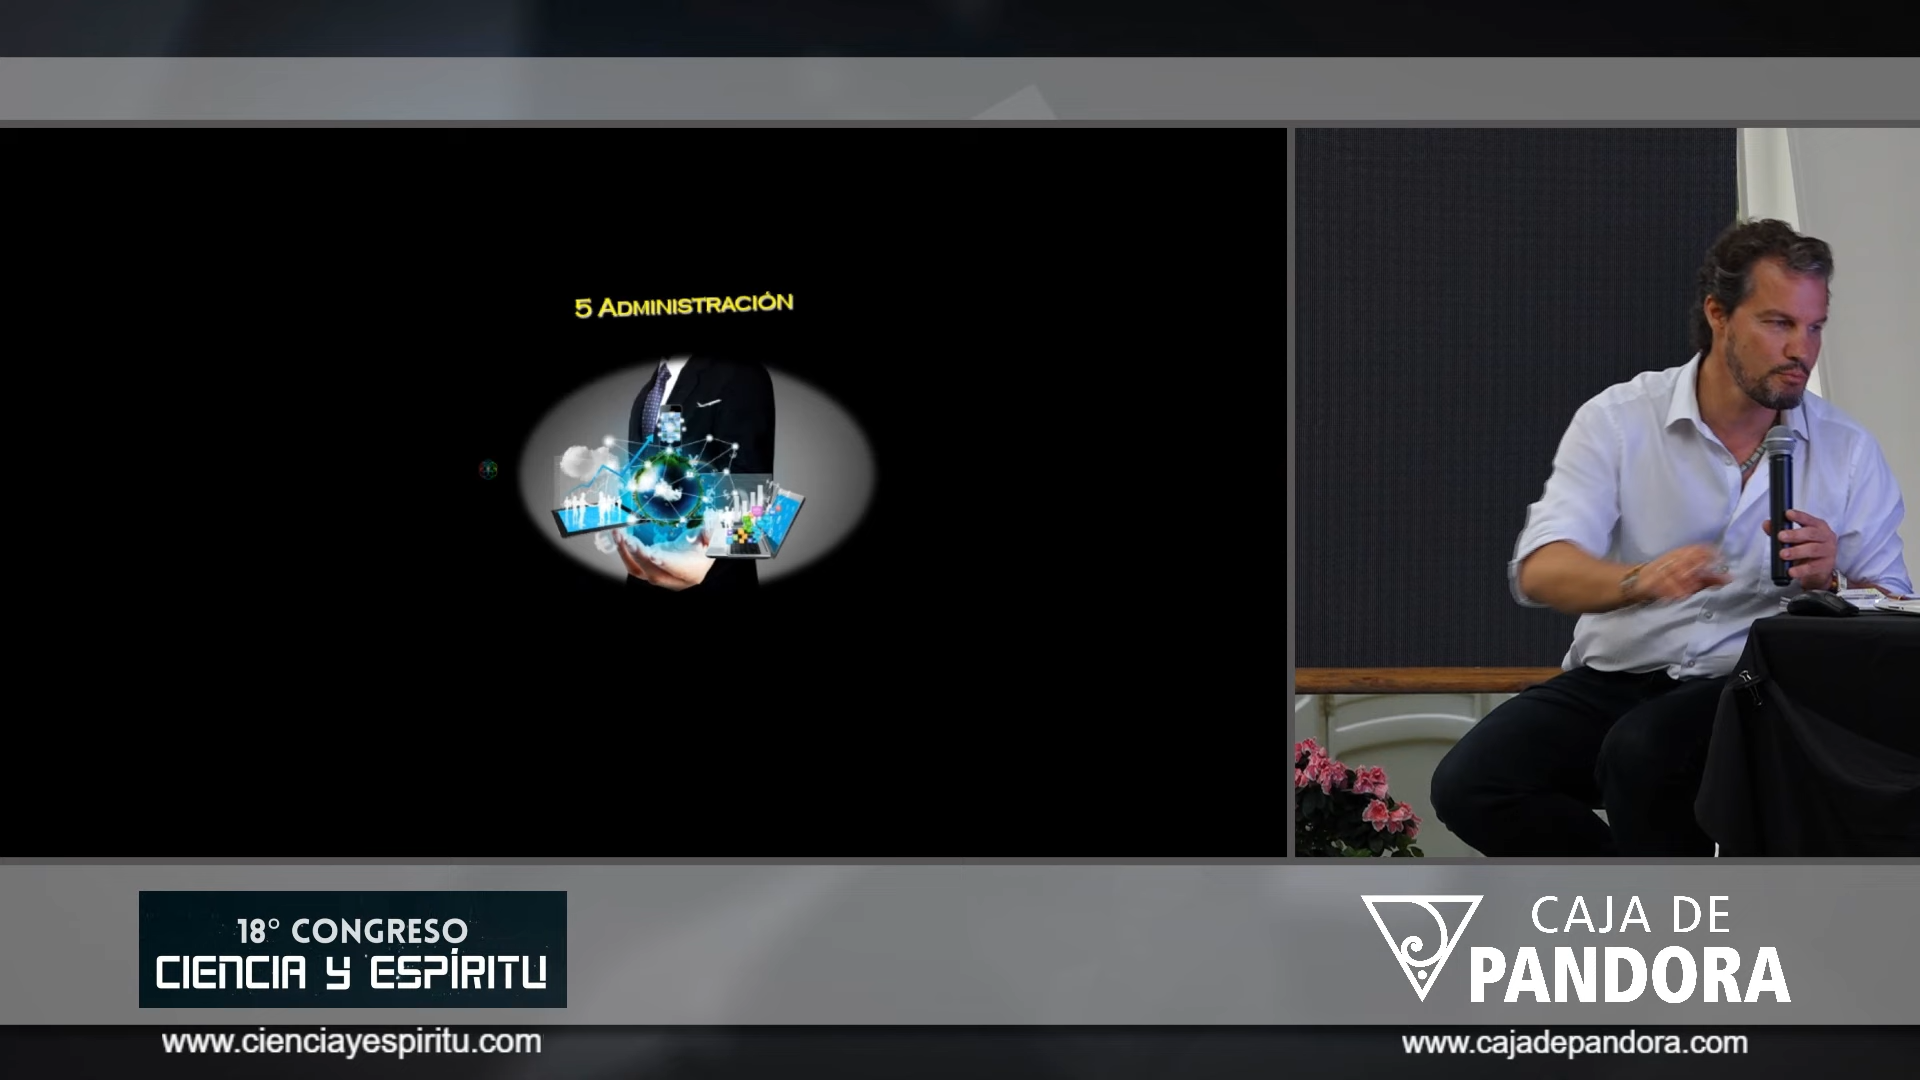 5 ADMINISTRACIÓN
18° CONGRESO
CIENCIA Y ESPÍRITU
www.cienciayespiritu.com
CAJA DE
PANDORA
www.cajadepandora.com